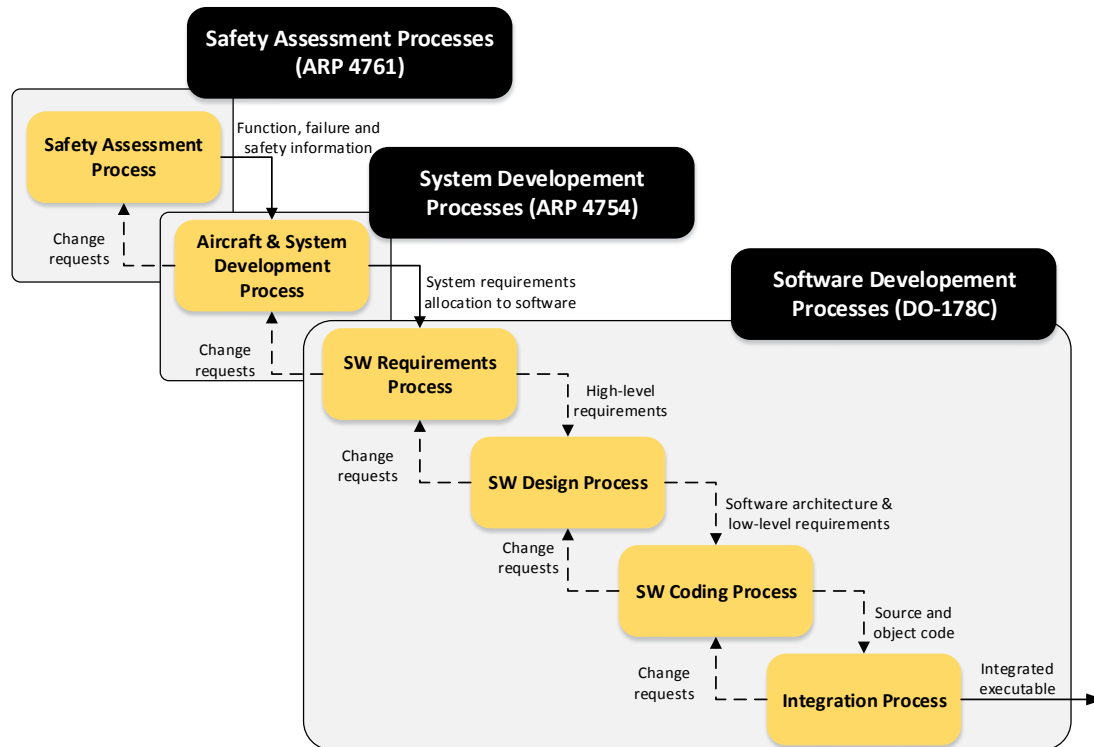 Safety Assessment Processes
(ARP 4761)
Safety Assessment
Process
Function, failure and
safety information
System Developement
Processes (ARP 4754)
Change
requests
Aircraft & System
Development
Process
System requirements
allocation to software
Software Developement
Processes (DO-178C)
Change
requests
SW Requirements
Process
High-level
requirements
Change
requests
SW Design Process
Software architecture &
low-level requirements
Change
requests
SW Coding Process
Source and
object code
Change
requests
Integration Process
Integrated
executable